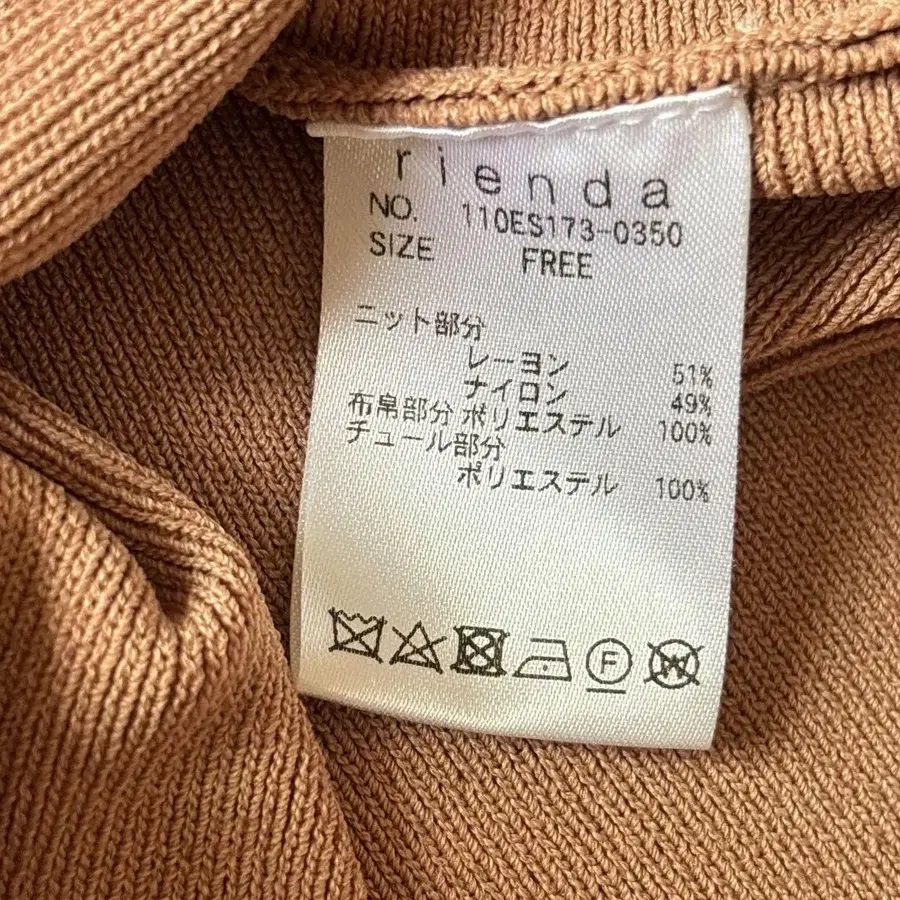 rienda
NO. 110ES173-0350
SIZE FREE
ニット部分
レーヨン 51%
ナイロン 49%
布帛部分 ポリエステル 100%
チュール部分
ポリエステル 100%
F W